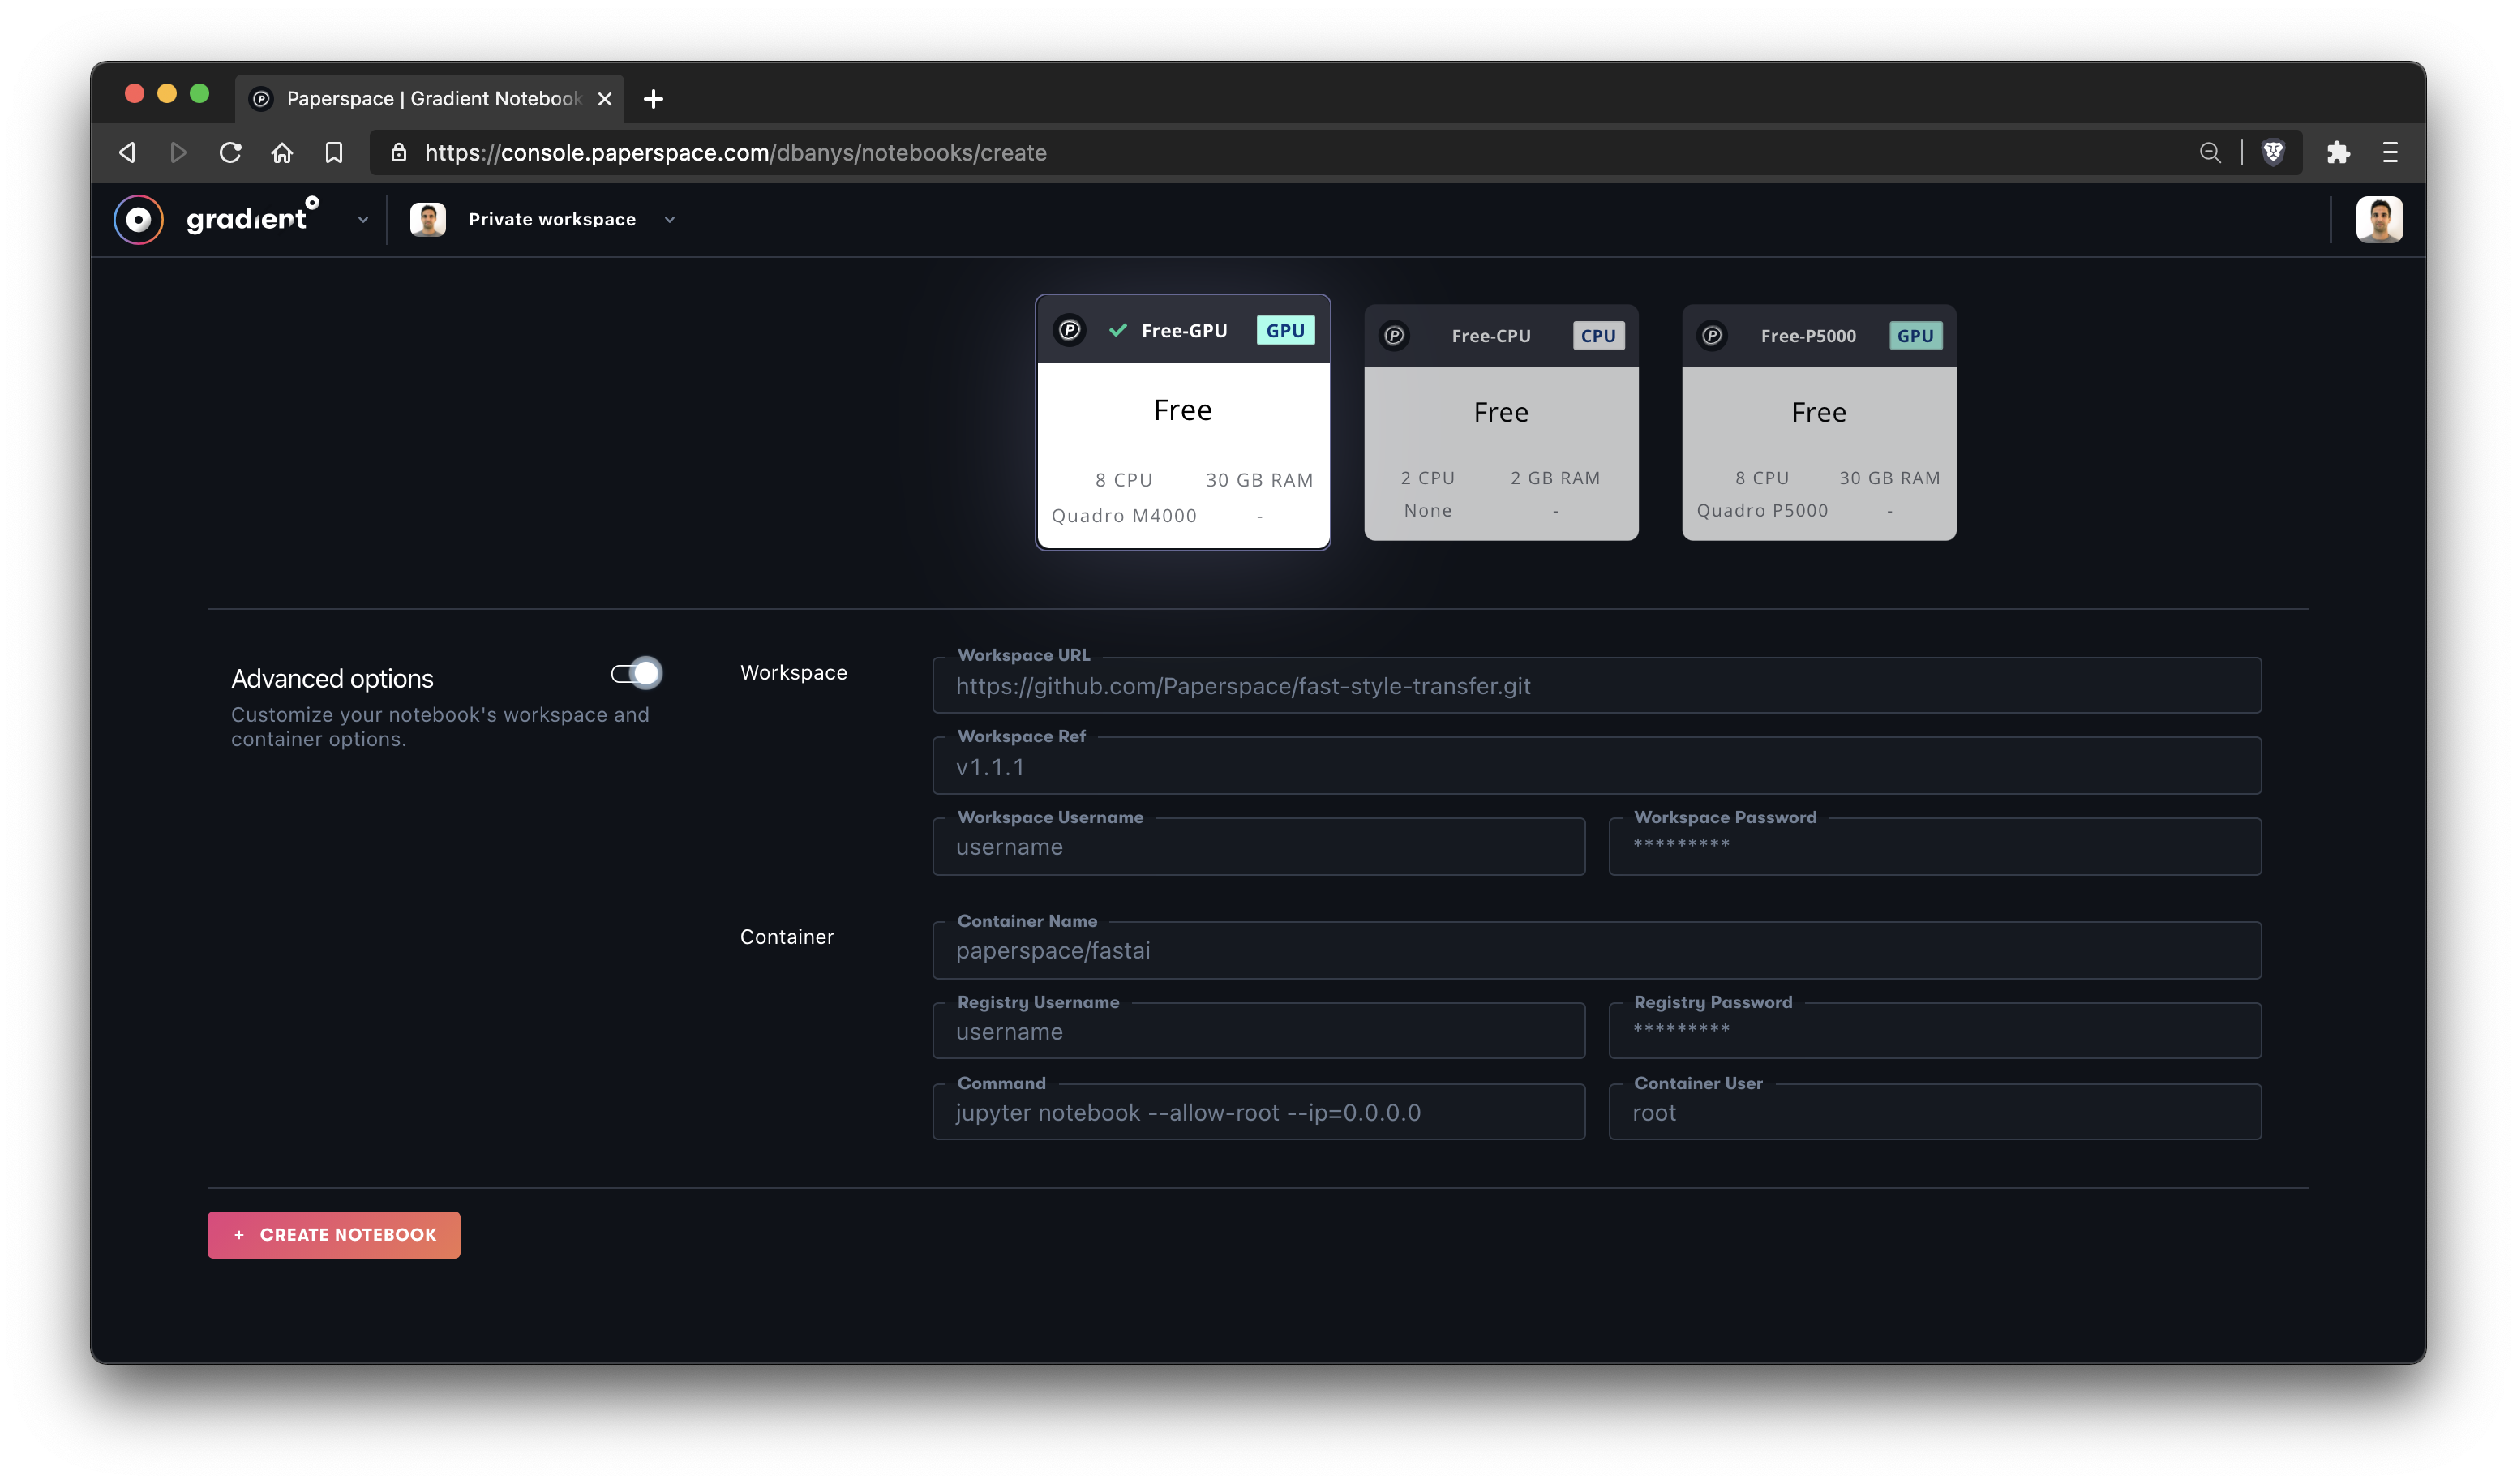 Paperspace | Gradient Notebook
https://console.paperspace.com/dbanys/notebooks/create
gradient
Private workspace
Free-GPU GPU
Free
8 CPU 30 GB RAM
Quadro M4000 -
Free-CPU CPU
Free
2 CPU 2 GB RAM
None -
Free-P5000 GPU
Free
8 CPU 30 GB RAM
Quadro P5000 -
Advanced options
Customize your notebook's workspace and
container options.
Workspace
Workspace URL
https://github.com/Paperspace/fast-style-transfer.git
Workspace Ref
v1.1.1
Workspace Username
username
Workspace Password
*********
Container
Container Name
paperspace/fastai
Registry Username
username
Registry Password
*********
Command
jupyter notebook --allow-root --ip=0.0.0.0
Container User
root
+ CREATE NOTEBOOK